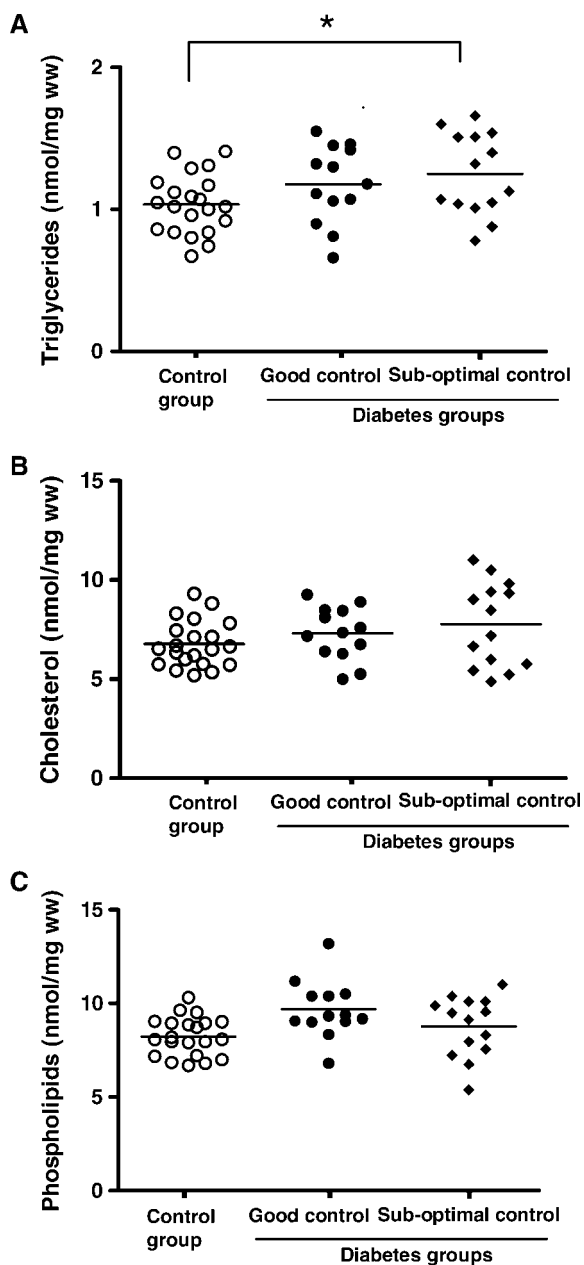 A
*
Triglycerides (nmol/mg ww)
2
1
0
Control group
Good control
Sub-optimal control
Diabetes groups
B
Cholesterol (nmol/mg ww)
15
10
5
0
Control group
Good control
Sub-optimal control
Diabetes groups
C
Phospholipids (nmol/mg ww)
15
10
5
0
Control group
Good control
Sub-optimal control
Diabetes groups